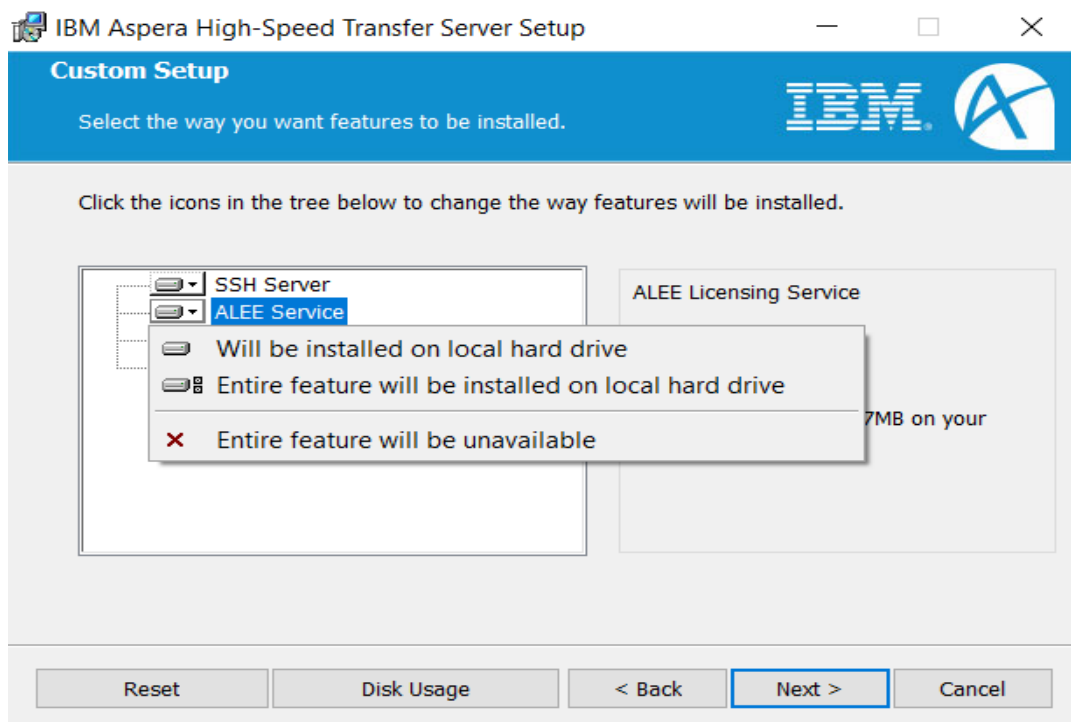 IBM Aspera High-Speed Transfer Server Setup
Custom Setup
Select the way you want features to be installed.
IBM.
Click the icons in the tree below to change the way features will be installed.
SSH Server
ALEE Service
ALEE Licensing Service
Will be installed on local hard drive
Entire feature will be installed on local hard drive
7MB on your
Entire feature will be unavailable
Reset
Disk Usage
< Back
Next >
Cancel